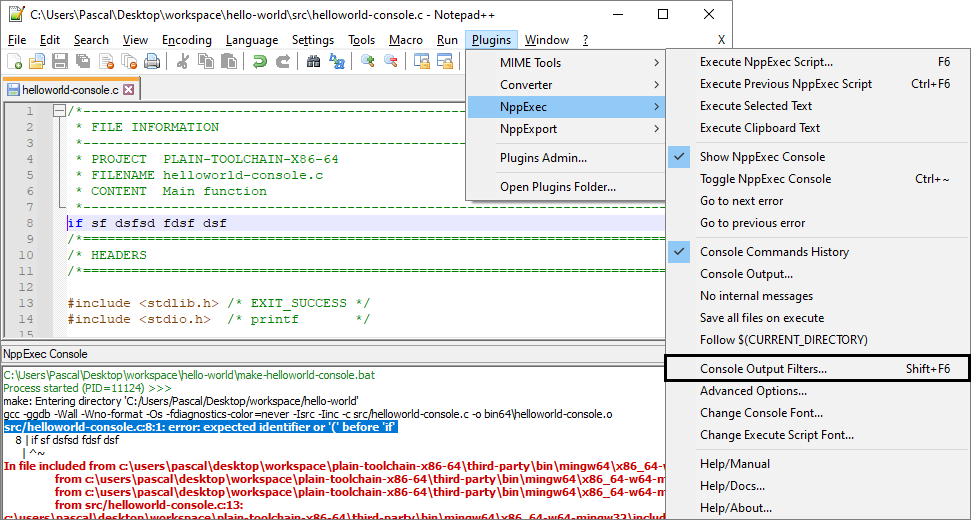 C:\Users\Pascal\Desktop\workspace\hello-world\src\helloworld-console.c - Notepad++
File Edit Search View Encoding Language Settings Tools Macro Run Plugins Window ? X
helloworld-console.c
MIME Tools
Converter
NppExec
NppExport
Plugins Admin...
Open Plugins Folder...
Execute NppExec Script... F6
Execute Previous NppExec Script Ctrl+F6
Execute Selected Text
Execute Clipboard Text
Show NppExec Console
Toggle NppExec Console Ctrl+~
Go to next error
Go to previous error
Console Commands History
Console Output...
No internal messages
Save all files on execute
Follow $(CURRENT_DIRECTORY)
Console Output Filters... Shift+F6
Advanced Options...
Change Console Font...
Change Execute Script Font...
Help/Manual
Help/Docs...
Help/About...
1 /*-----------------------------------------------
2 * FILE INFORMATION
3 *-----------------------------------------------
4 * PROJECT PLAIN-TOOLCHAIN-X86-64
5 * FILENAME helloworld-console.c
6 * CONTENT Main function
7 *-----------------------------------------------
8 if sf dsfsd fdsf dsf
9 /*==========================================================================
10 /* HEADERS
11 /*==========================================================================
12
13 #include <stdlib.h> /* EXIT_SUCCESS */
14 #include <stdio.h> /* printf */
15
NppExec Console
C:\Users\Pascal\Desktop\workspace\hello-world\make-helloworld-console.bat
Process started (PID=11124) >>>
make: Entering directory 'C:/Users/Pascal/Desktop/workspace/hello-world'
gcc -ggdb -Wall -Wno-format -Os -fdiagnostics-color=never -Isrc -Iinc -c src/helloworld-console.c -o bin64\helloworld-console.o
src/helloworld-console.c:8:1: error: expected identifier or '(' before 'if'
8 | if sf dsfsd fdsf dsf
| ^~
In file included from c:\users\pascal\desktop\workspace\plain-toolchain-x86-64\third-party\bin\mingw64\x86_64-w
from c:\users\pascal\desktop\workspace\plain-toolchain-x86-64\third-party\bin\mingw64\x86_64-w64-m
from c:\users\pascal\desktop\workspace\plain-toolchain-x86-64\third-party\bin\mingw64\x86_64-w64-m
from src/helloworld-console.c:13:
c:\users\pascal\desktop\workspace\plain-toolchain-x86-64\third-party\bin\mingw64\x86_64-w64-mingw32\includ